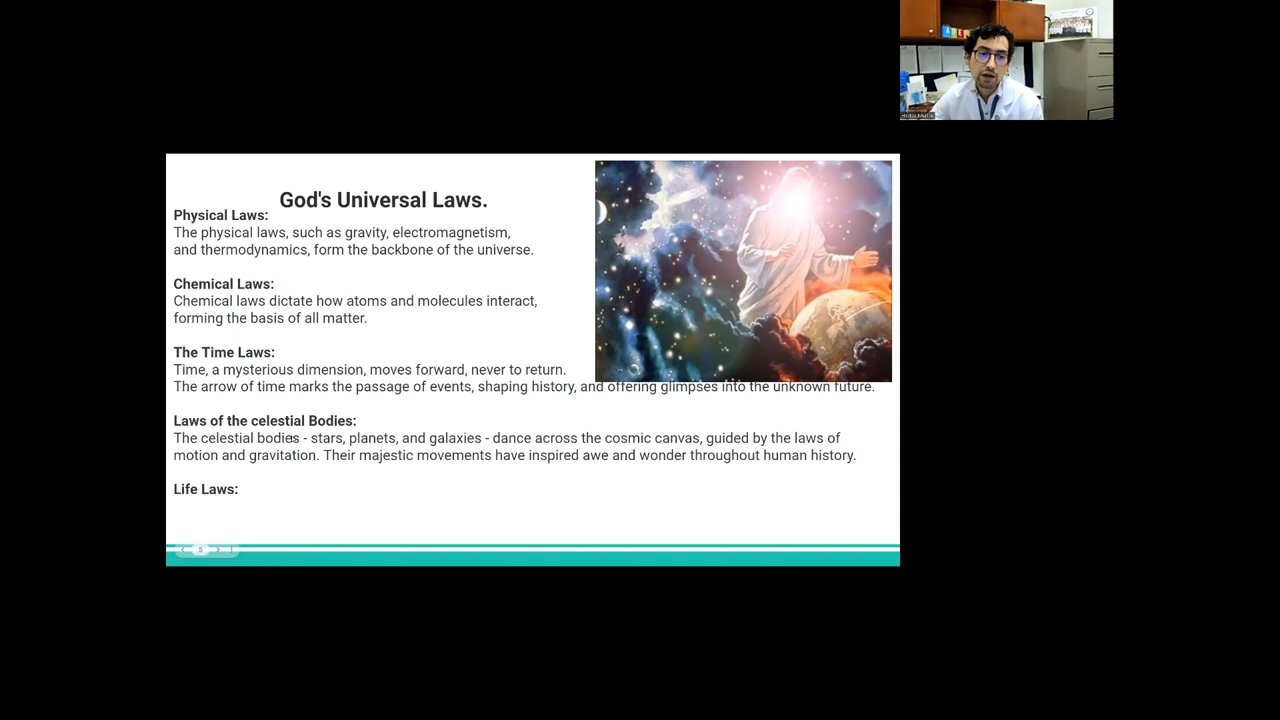 God's Universal Laws.
Physical Laws:
The physical laws, such as gravity, electromagnetism,
and thermodynamics, form the backbone of the universe.
Chemical Laws:
Chemical laws dictate how atoms and molecules interact,
forming the basis of all matter.
The Time Laws:
Time, a mysterious dimension, moves forward, never to return.
The arrow of time marks the passage of events, shaping history, and offering glimpses into the unknown future.
Laws of the celestial Bodies:
The celestial bodies - stars, planets, and galaxies - dance across the cosmic canvas, guided by the laws of
motion and gravitation. Their majestic movements have inspired awe and wonder throughout human history.
Life Laws:
5